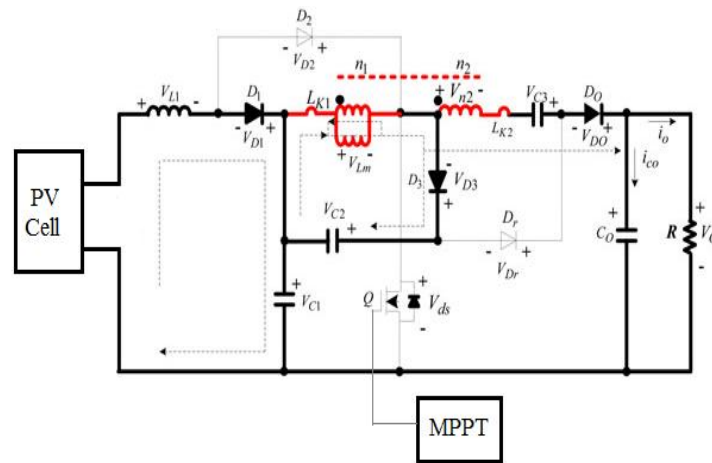 D2
- +
VD2
n1 n2
+ VL1 -
D1
- +
VD1
LK1
+ Vn2 -
LK2
VC3
+
DO
- +
VDO
io
ico
+ -
VLm
PV
Cell
D3
-
VD3
+
VC2
+
Dr
- +
VDr
CO
+
R
+
VO
-
+
VC1
Q
+
Vds
-
MPPT